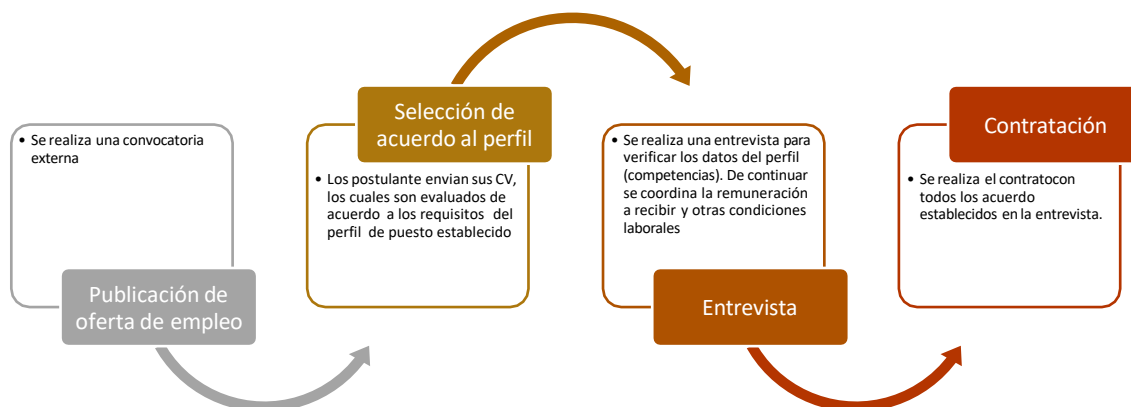 • Se realiza una convocatoria
externa
Publicación de
oferta de empleo
Selección de
acuerdo al perfil
• Los postulante envian sus CV,
los cuales son evaluados de
acuerdo a los requisitos del
perfil de puesto establecido
• Se realiza una entrevista para
verificar los datos del perfil
(competencias). De continuar
se coordina la remuneración
a recibir y otras condiciones
laborales
Entrevista
Contratación
• Se realiza el contratocon
todos los acuerdo
establecidos en la entrevista.